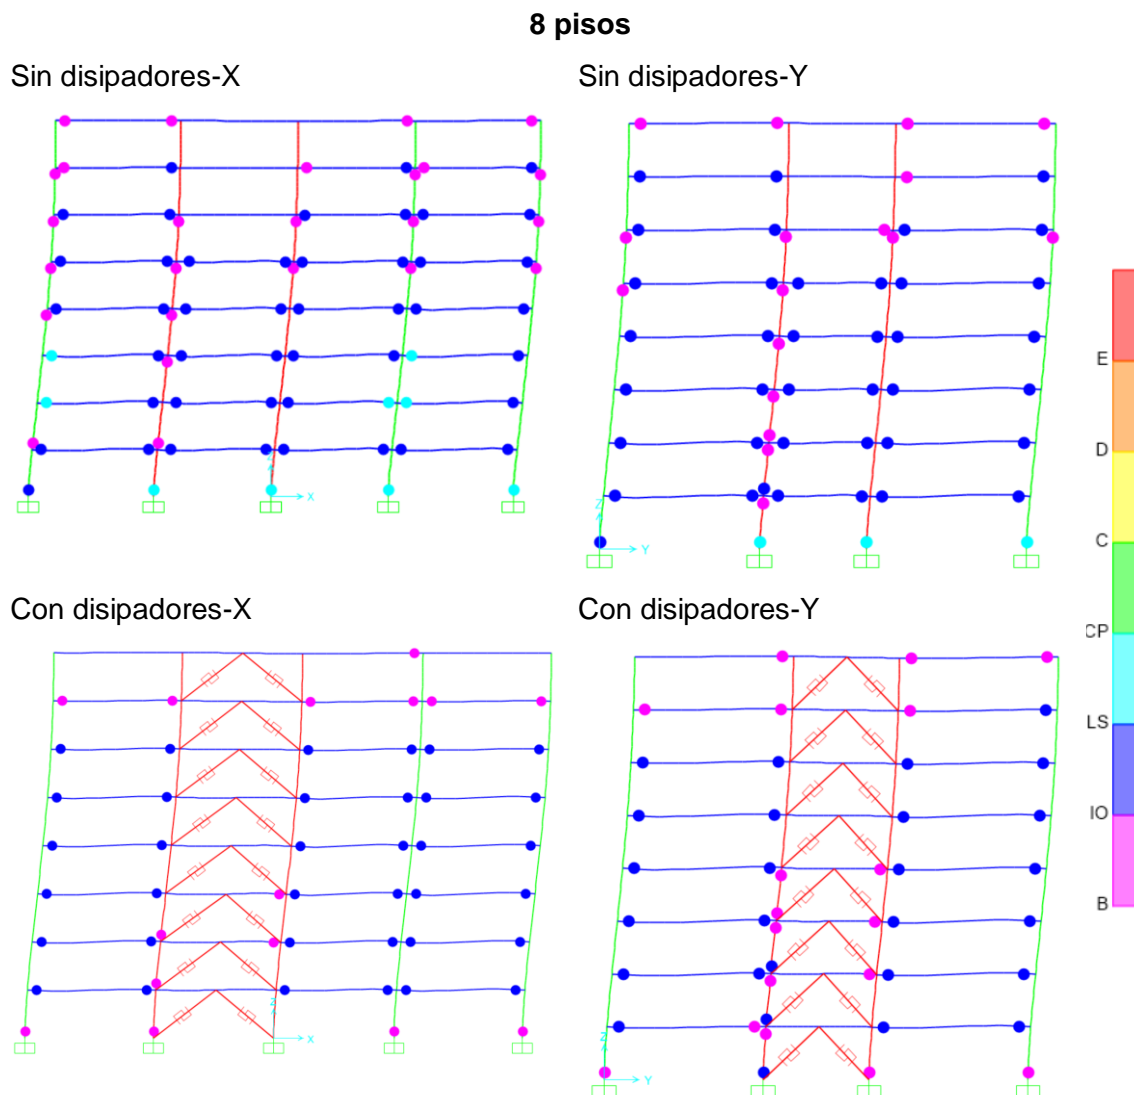 8 pisos
Sin disipadores-X
Sin disipadores-Y
Z
X
Z
Y
E
D
C
CP
LS
IO
B
Con disipadores-X
Con disipadores-Y
Z
X
Z
Y